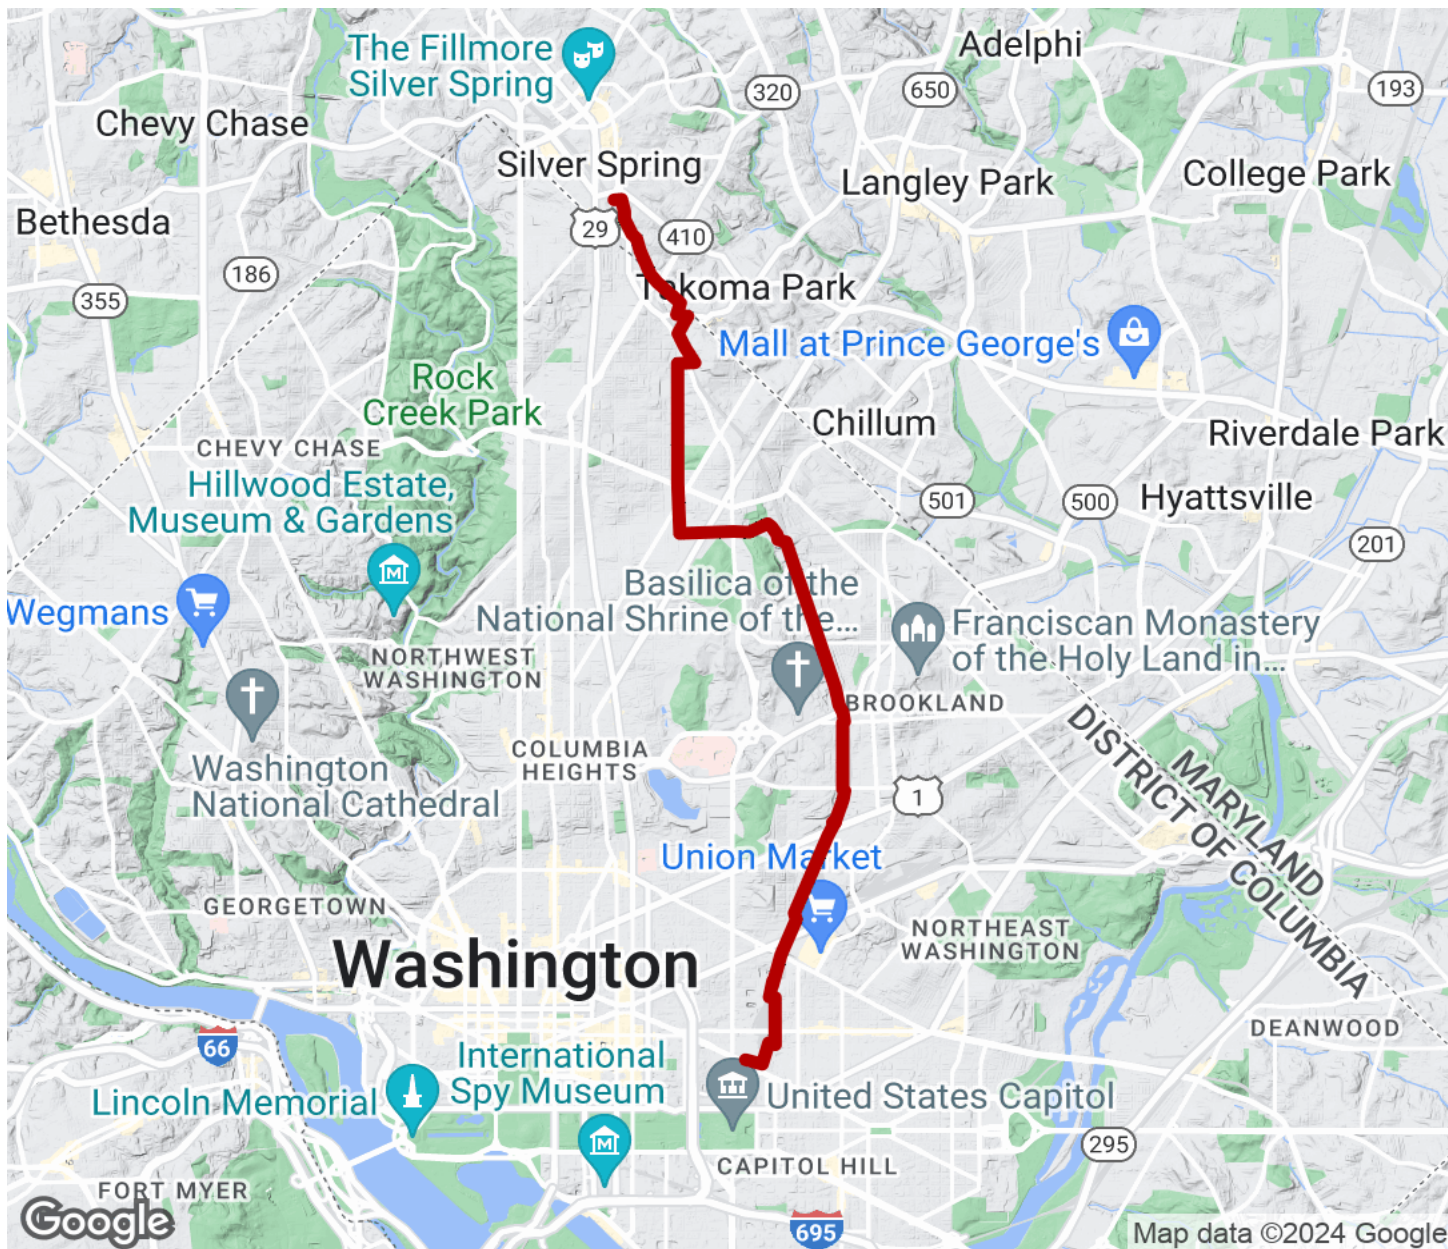 The Fillmore
Silver Spring
Adelphi
320
650
193
Chevy Chase
Silver Spring
Langley Park
College Park
Bethesda
29
410
186
355
Takoma Park
Mall at Prince George's
Rock
Creek Park
Chillum
Riverdale Park
CHEVY CHASE
Hillwood Estate,
Museum & Gardens
501
500
Hyattsville
201
Wegmans
Basilica of the
National Shrine of the...
Franciscan Monastery
of the Holy Land in...
NORTHWEST
WASHINGTON
BROOKLAND
COLUMBIA
HEIGHTS
Washington
National Cathedral
1
MARYLAND
DISTRICT OF COLUMBIA
Union Market
GEORGETOWN
Washington
NORTHEAST
WASHINGTON
DEANWOOD
66
International
Spy Museum
Lincoln Memorial
United States Capitol
295
CAPITOL HILL
FORT MYER
695
Google
Map data ©2024 Google